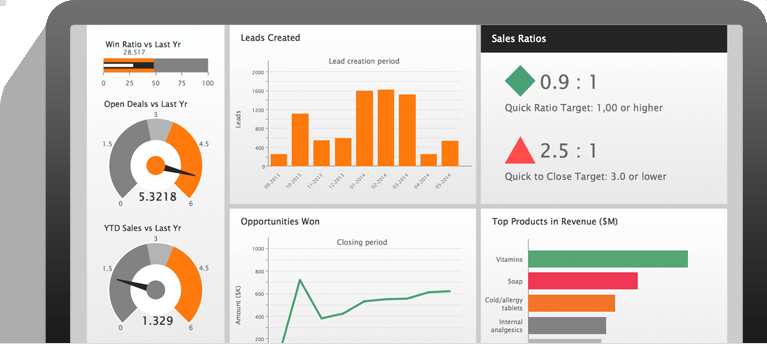 Win Ratio vs Last Yr
28.517
0 25 50 75 100
Open Deals vs Last Yr
3
1.5 4.5
5.3218
0 6
YTD Sales vs Last Yr
3
1.5 4.5
1.329
0 6
Leads Created
Lead creation period
2000
1600
1200
800
400
0
Leads
09-2013 10-2013 11-2013 12-2013 01-2014 02-2014 03-2014 04-2014 05-2014
Sales Ratios
0.9 : 1
Quick Ratio Target: 1,00 or higher
2.5 : 1
Quick to Close Target: 3.0 or lower
Opportunities Won
Closing period
1000
800
600
400
200
Amount ($K)
Top Products in Revenue ($M)
Vitamins
Soap
Cold/allergy
tablets
Internal
analgesics